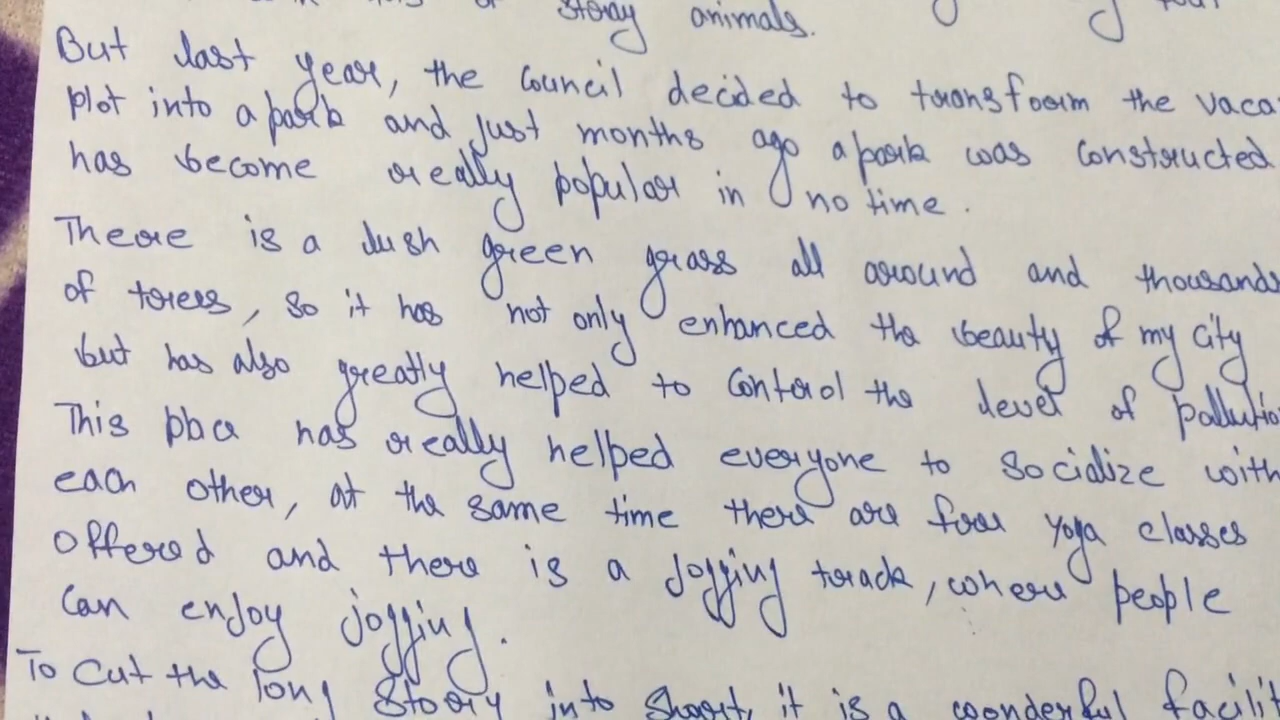 story animals.
But last year, the council decided to transform the vaca
plot into a park and just months ago a park was constructed
has become really popular in no time.
There is a lush green grass all around and thousands
of trees, so it has not only enhanced the beauty of my city
but has also greatly helped to control the level of pallutio
This pbca has really helped everyone to socialize with
each other, at the same time there are free yoga classes
offered and there is a jogging track, where people
can enjoy jogging.
To cut the long story into short, it is a wonderful facilit